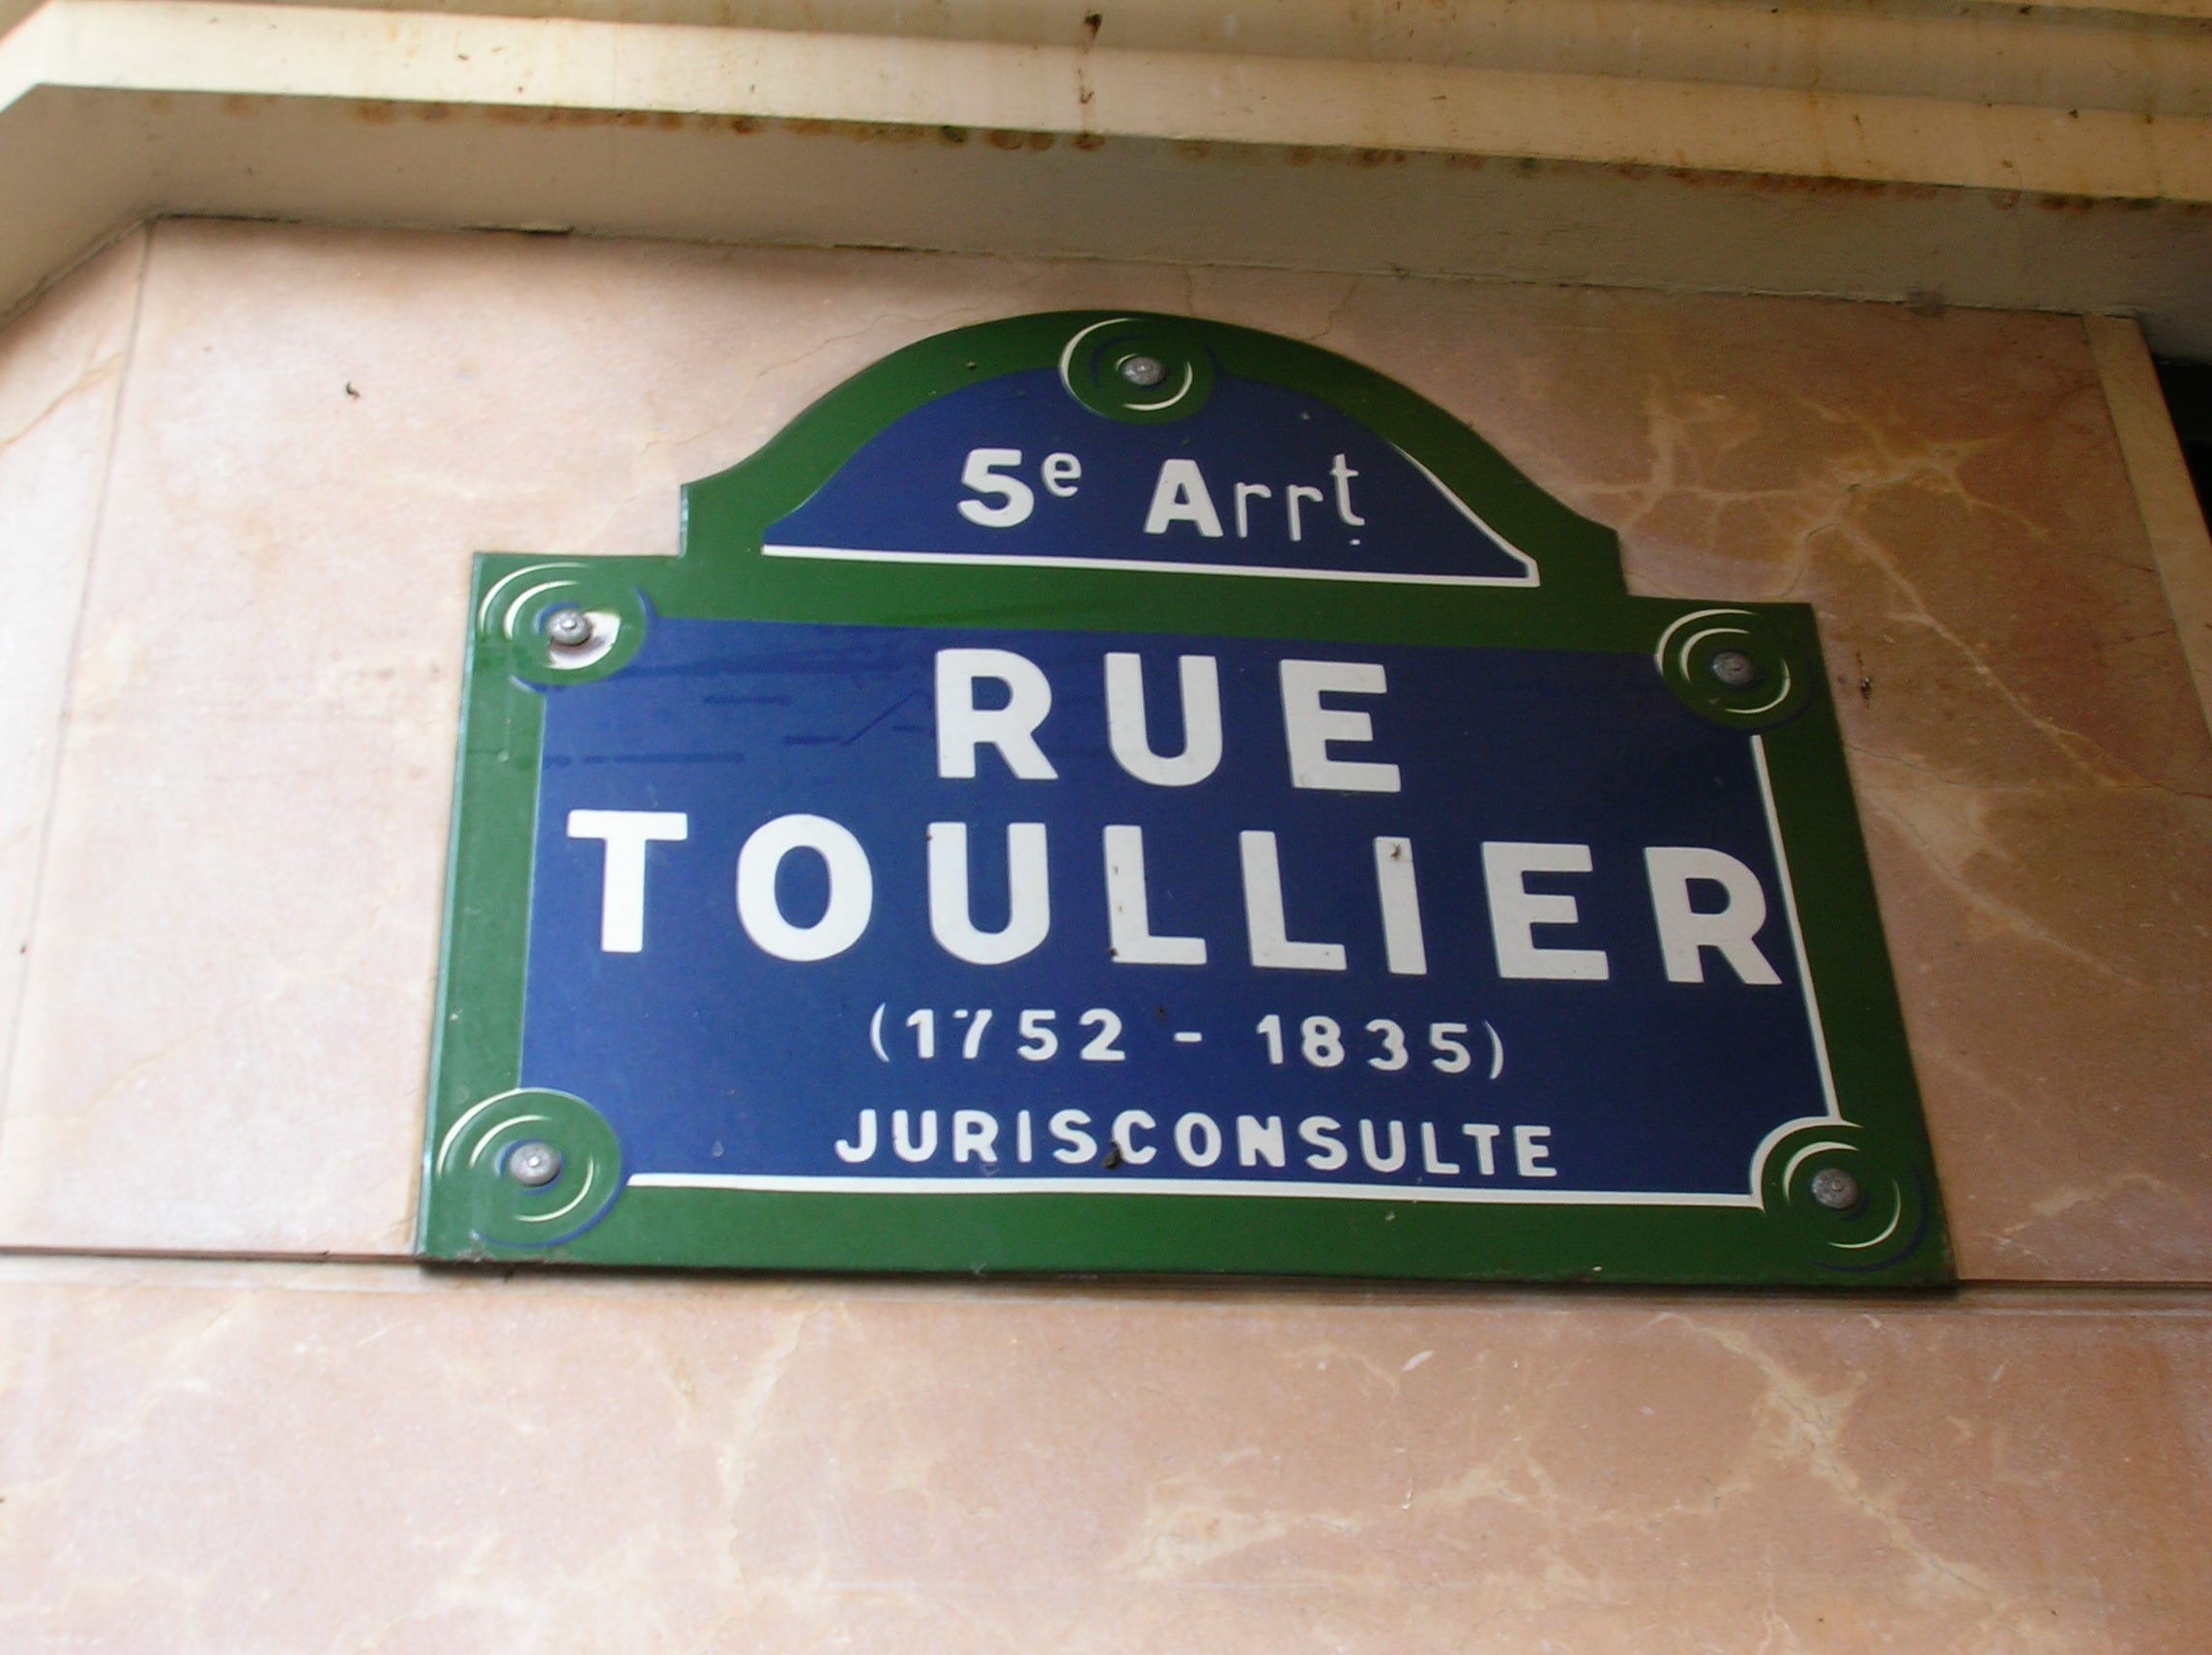 5e Arrt.
RUE
TOULLIER
(1752 - 1835)
JURISCONSULTE